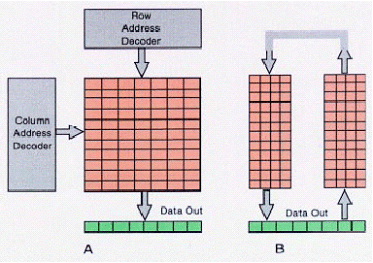 Row
Address
Decoder
Column
Address
Decoder
Data Out
Data Out
A
B